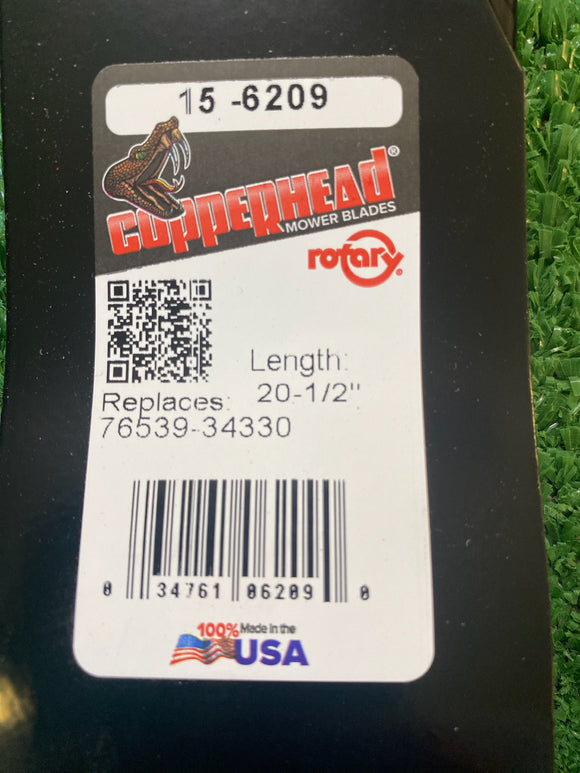 15 -6209
COPPERHEAD®
MOWER BLADES
rotary®
Length:
20-1/2"
Replaces:
76539-34330
0 34761 06209 0
100% Made in the
USA